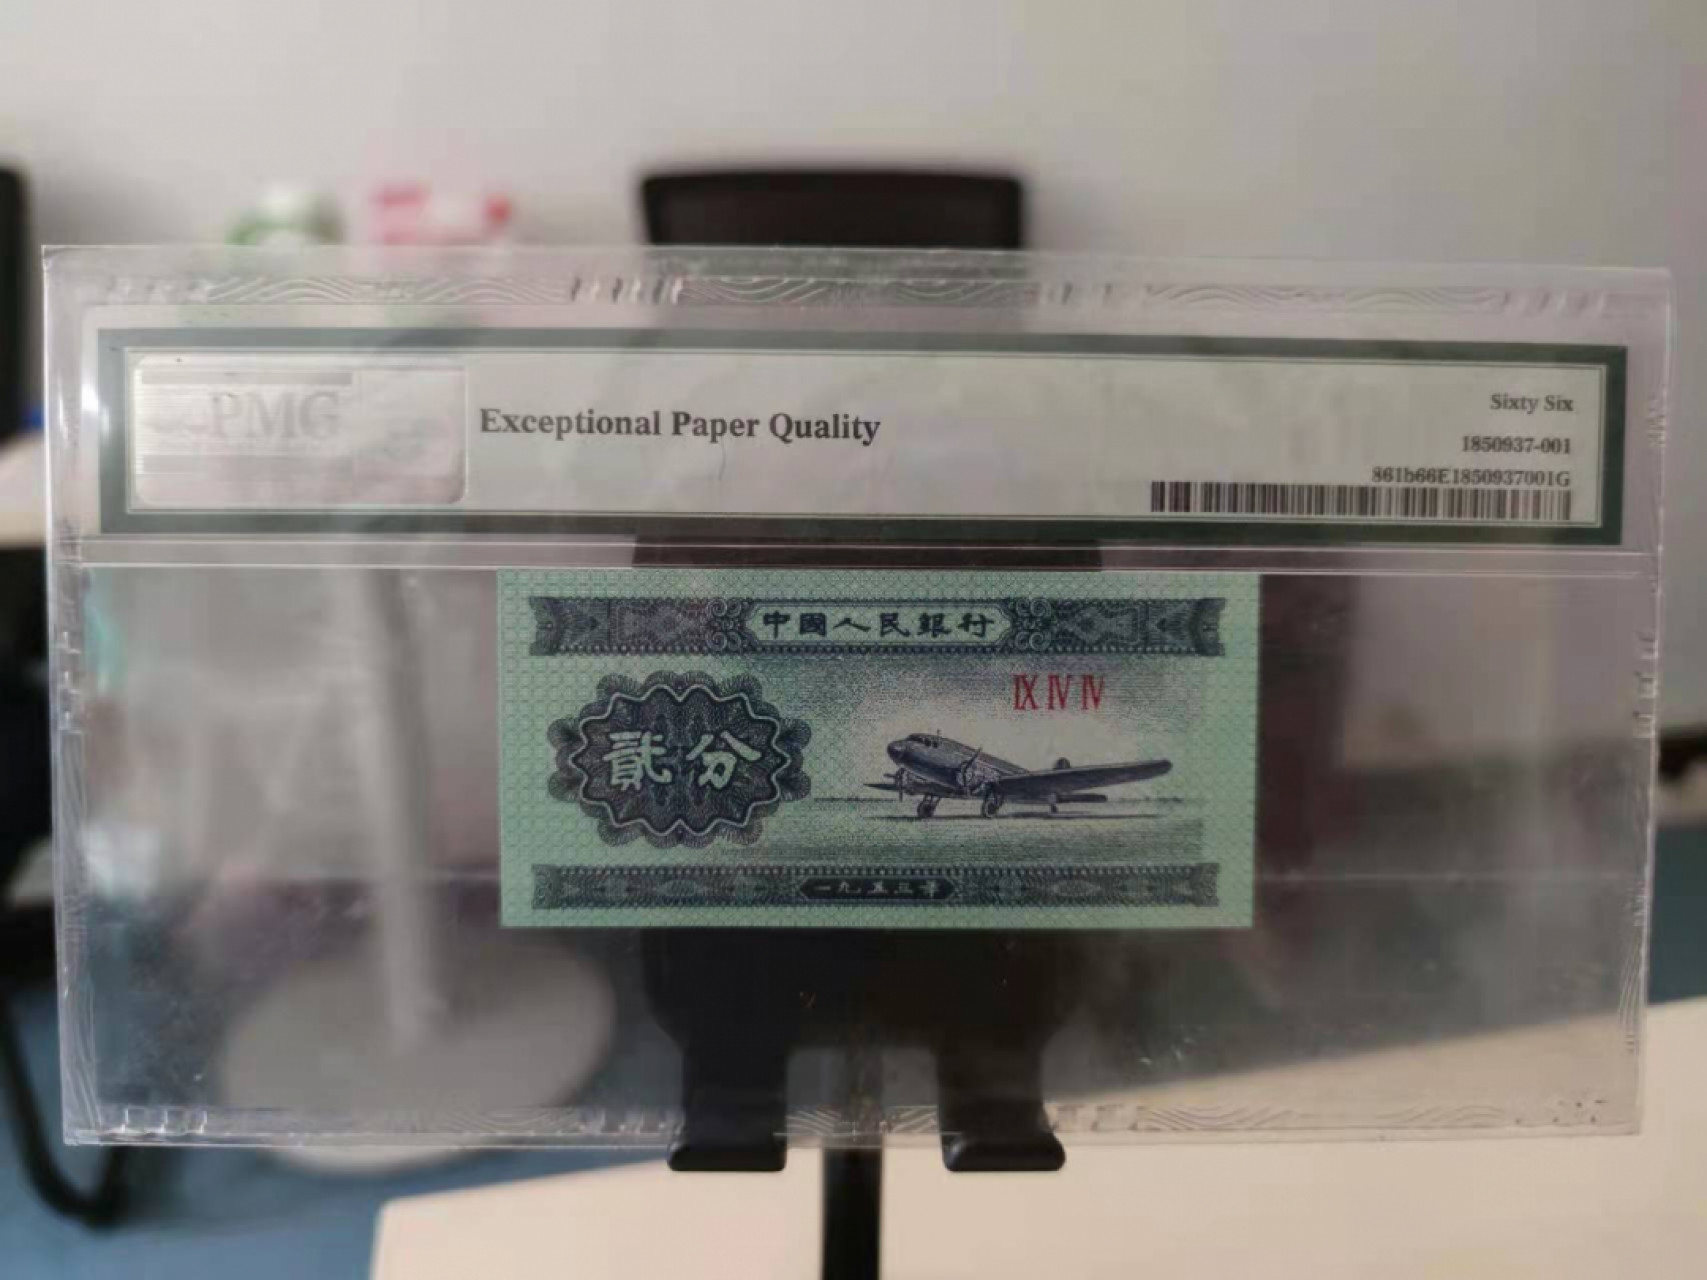 PMG
Exceptional Paper Quality
Sixty Six
1850937-001
861b66E1850937001G
中國人民銀行
IX IV IV
貳分
一九五三年